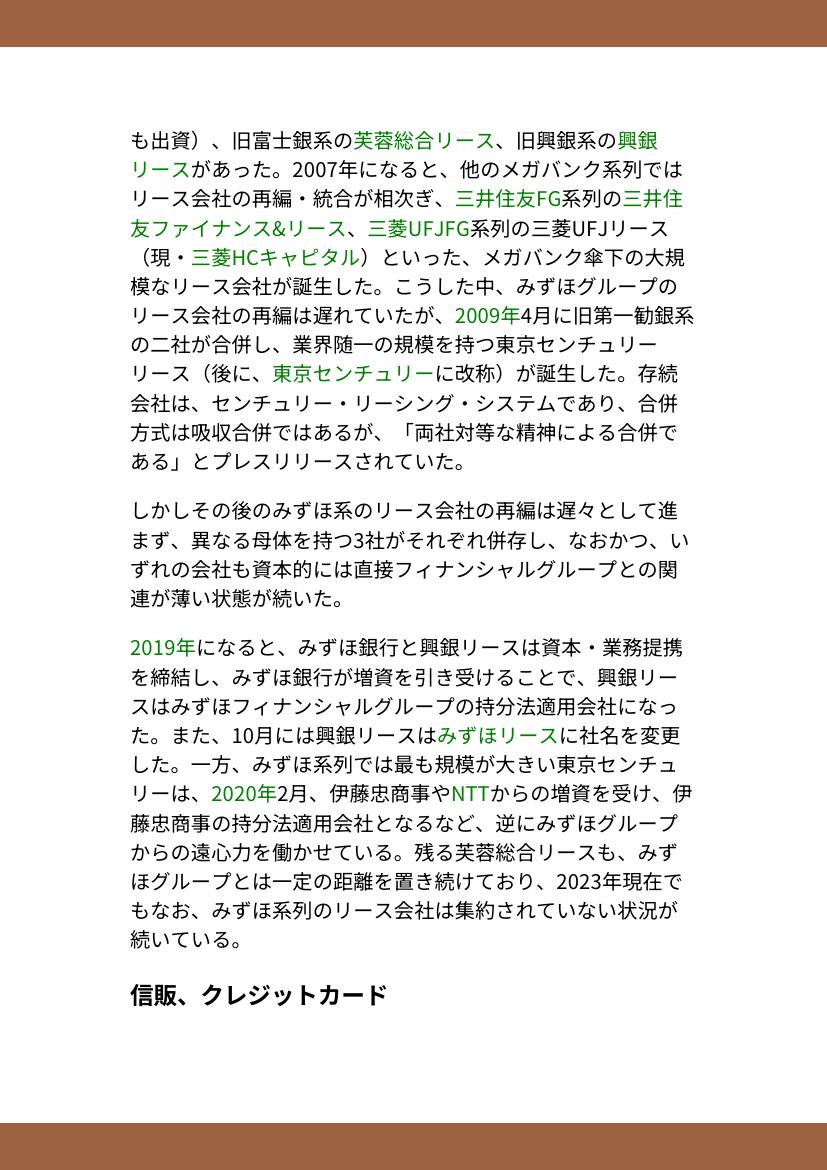 も出資）、旧富士銀系の芙蓉総合リース、旧興銀系の興銀
リースがあった。2007年になると、他のメガバンク系列では
リース会社の再編・統合が相次ぎ、三井住友FG系列の三井住
友ファイナンス&リース、三菱UFJFG系列の三菱UFJリース
（現・三菱HCキャピタル）といった、メガバンク傘下の大規
模なリース会社が誕生した。こうした中、みずほグループの
リース会社の再編は遅れていたが、2009年4月に旧第一勧銀系
の二社が合併し、業界随一の規模を持つ東京センチュリー
リース（後に、東京センチュリーに改称）が誕生した。存続
会社は、センチュリー・リーシング・システムであり、合併
方式は吸収合併ではあるが、「両社対等な精神による合併で
ある」とプレスリリースされていた。
しかしその後のみずほ系のリース会社の再編は遅々として進
まず、異なる母体を持つ3社がそれぞれ併存し、なおかつ、い
ずれの会社も資本的には直接フィナンシャルグループとの関
連が薄い状態が続いた。
2019年になると、みずほ銀行と興銀リースは資本・業務提携
を締結し、みずほ銀行が増資を引き受けることで、興銀リー
スはみずほフィナンシャルグループの持分法適用会社になっ
た。また、10月には興銀リースはみずほリースに社名を変更
した。一方、みずほ系列では最も規模が大きい東京センチュ
リーは、2020年2月、伊藤忠商事やNTTからの増資を受け、伊
藤忠商事の持分法適用会社となるなど、逆にみずほグループ
からの遠心力を働かせている。残る芙蓉総合リースも、みず
ほグループとは一定の距離を置き続けており、2023年現在で
もなお、みずほ系列のリース会社は集約されていない状況が
続いている。
信販、クレジットカード